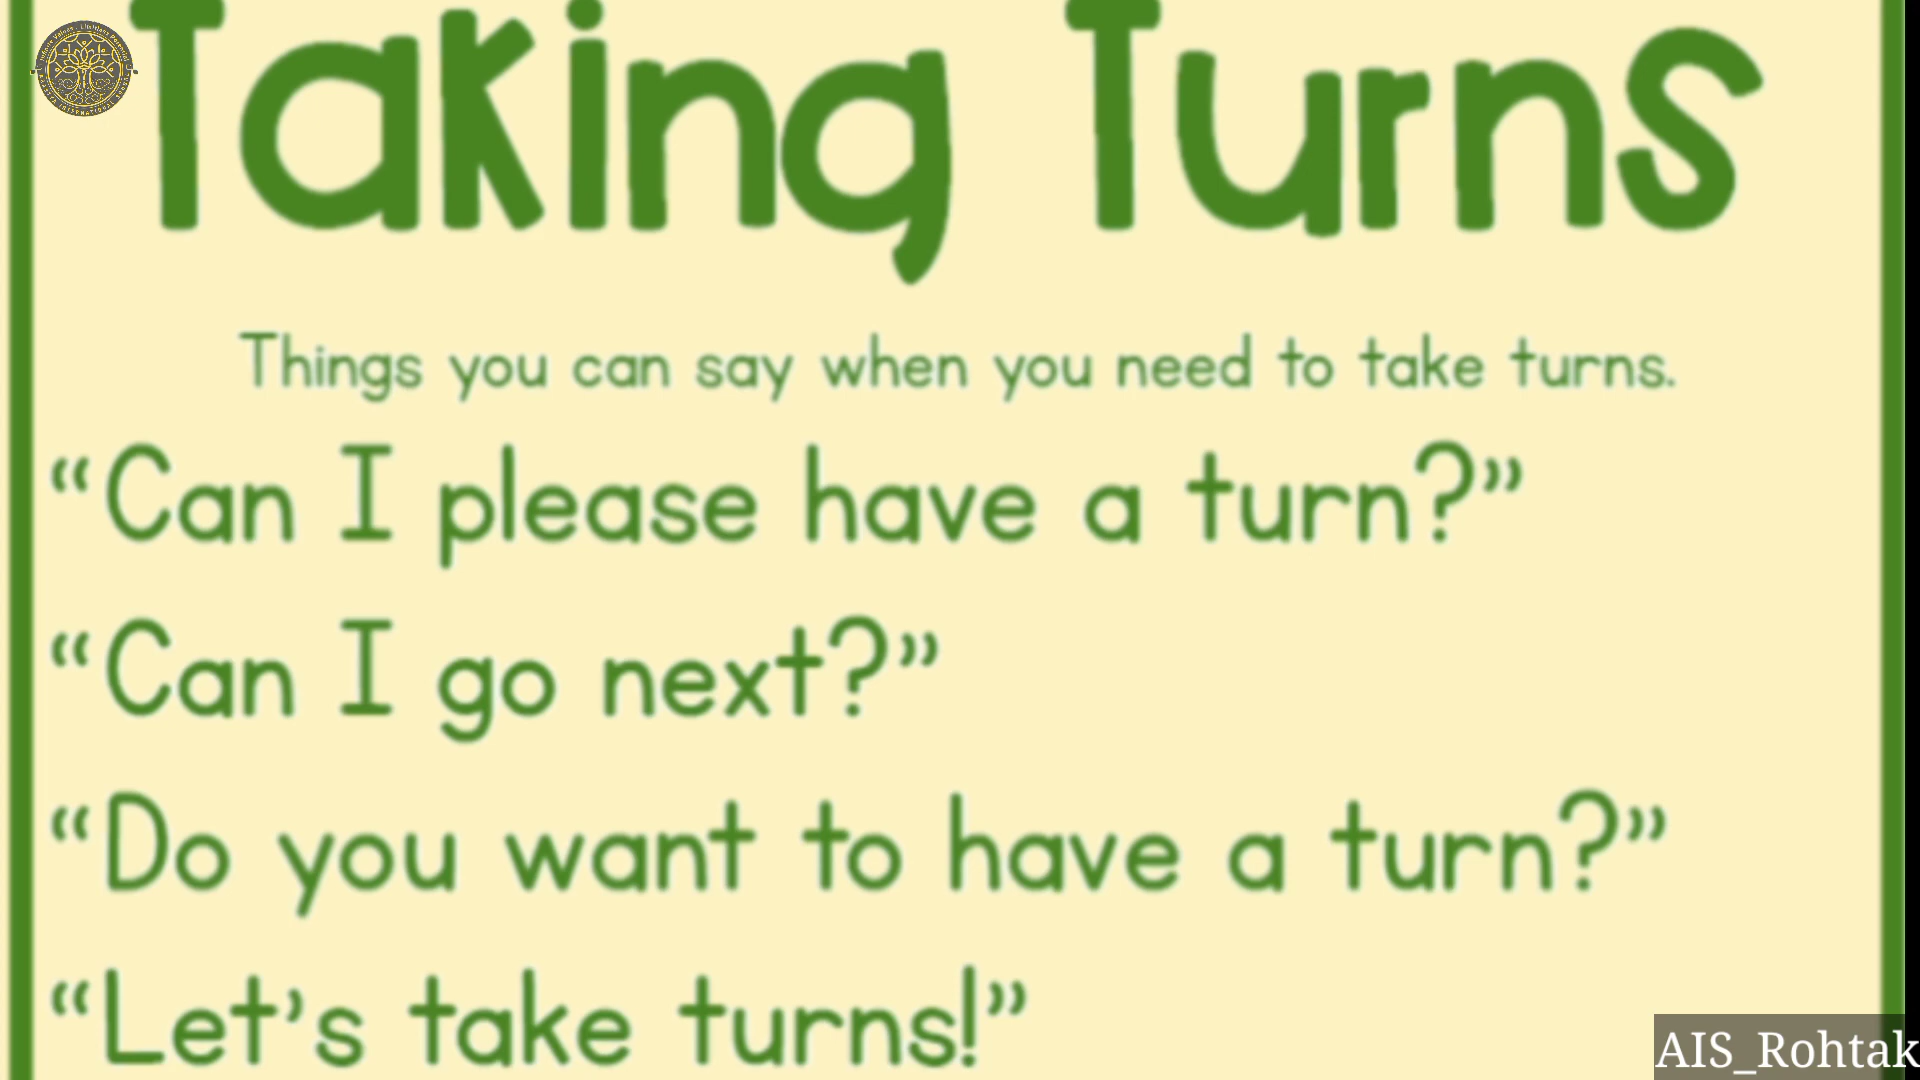 Taking Turns
Things you can say when you need to take turns.
“Can I please have a turn?”
“Can I go next?”
“Do you want to have a turn?”
“Let's take turns!”
AIS_Rohtak